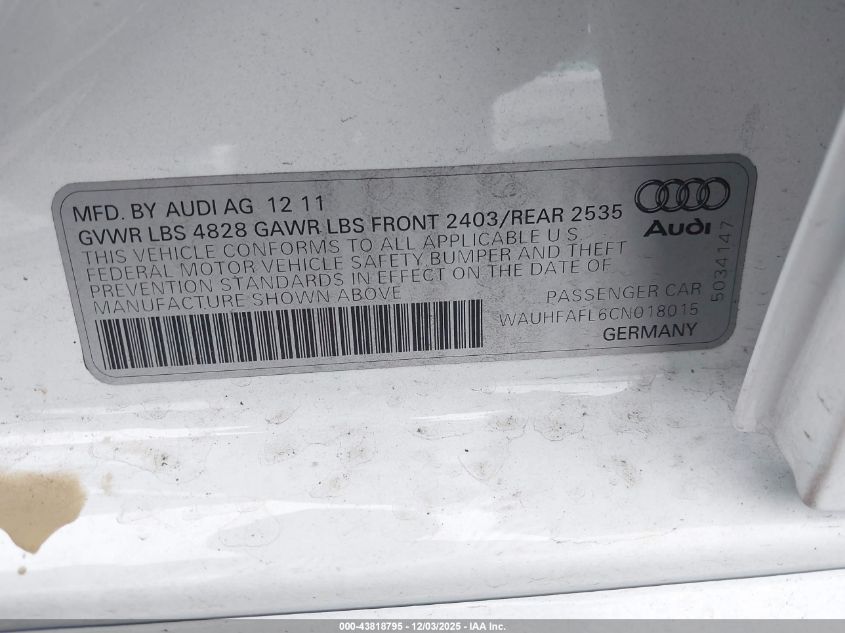 MFD. BY AUDI AG 12 11
GVWR LBS 4828 GAWR LBS FRONT 2403/REAR 2535
THIS VEHICLE CONFORMS TO ALL APPLICABLE U S
FEDERAL MOTOR VEHICLE SAFETY BUMPER AND THEFT
PREVENTION STANDARDS IN EFFECT ON THE DATE OF
MANUFACTURE SHOWN ABOVE
PASSENGER CAR
WAUHFAFL6CN018015
GERMANY
Audi
5034147
000-43818795 - 12/03/2025 - IAA Inc.